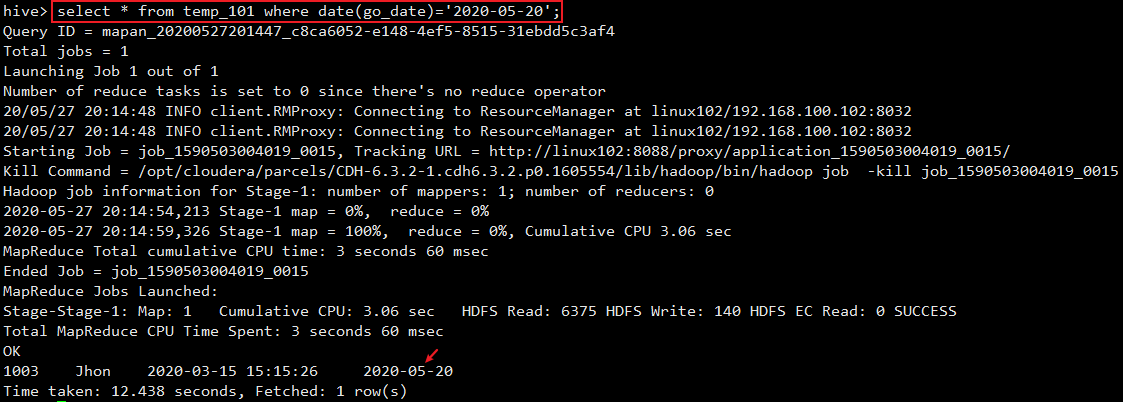 hive> select * from temp_101 where date(go_date)='2020-05-20';
Query ID = mapan_20200527201447_c8ca6052-e148-4ef5-8515-31ebdd5c3af4
Total jobs = 1
Launching Job 1 out of 1
Number of reduce tasks is set to 0 since there's no reduce operator
20/05/27 20:14:48 INFO client.RMProxy: Connecting to ResourceManager at linux102/192.168.100.102:8032
20/05/27 20:14:48 INFO client.RMProxy: Connecting to ResourceManager at linux102/192.168.100.102:8032
Starting Job = job_1590503004019_0015, Tracking URL = http://linux102:8088/proxy/application_1590503004019_0015/
Kill Command = /opt/cloudera/parcels/CDH-6.3.2-1.cdh6.3.2.p0.1605554/lib/hadoop/bin/hadoop job  -kill job_1590503004019_0015
Hadoop job information for Stage-1: number of mappers: 1; number of reducers: 0
2020-05-27 20:14:54,213 Stage-1 map = 0%,  reduce = 0%
2020-05-27 20:14:59,326 Stage-1 map = 100%,  reduce = 0%, Cumulative CPU 3.06 sec
MapReduce Total cumulative CPU time: 3 seconds 60 msec
Ended Job = job_1590503004019_0015
MapReduce Jobs Launched:
Stage-Stage-1: Map: 1   Cumulative CPU: 3.06 sec   HDFS Read: 6375 HDFS Write: 140 HDFS EC Read: 0 SUCCESS
Total MapReduce CPU Time Spent: 3 seconds 60 msec
OK
1003    Jhon    2020-03-15 15:15:26     2020-05-20
Time taken: 12.438 seconds, Fetched: 1 row(s)